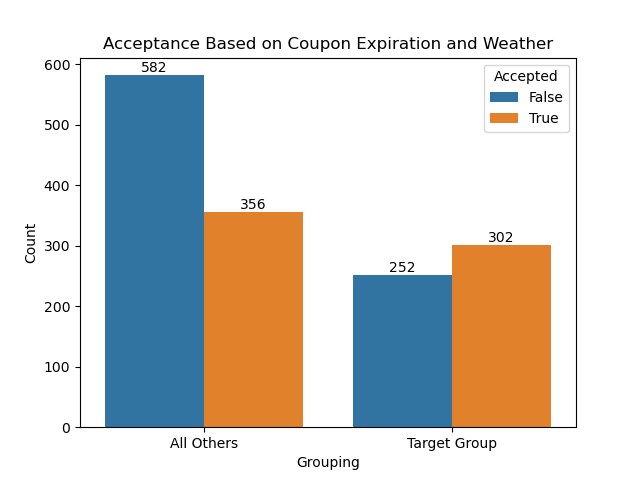 Acceptance Based on Coupon Expiration and Weather
600
500
400
300
200
100
0
Count
582
356
252
302
Accepted
False
True
All Others
Target Group
Grouping